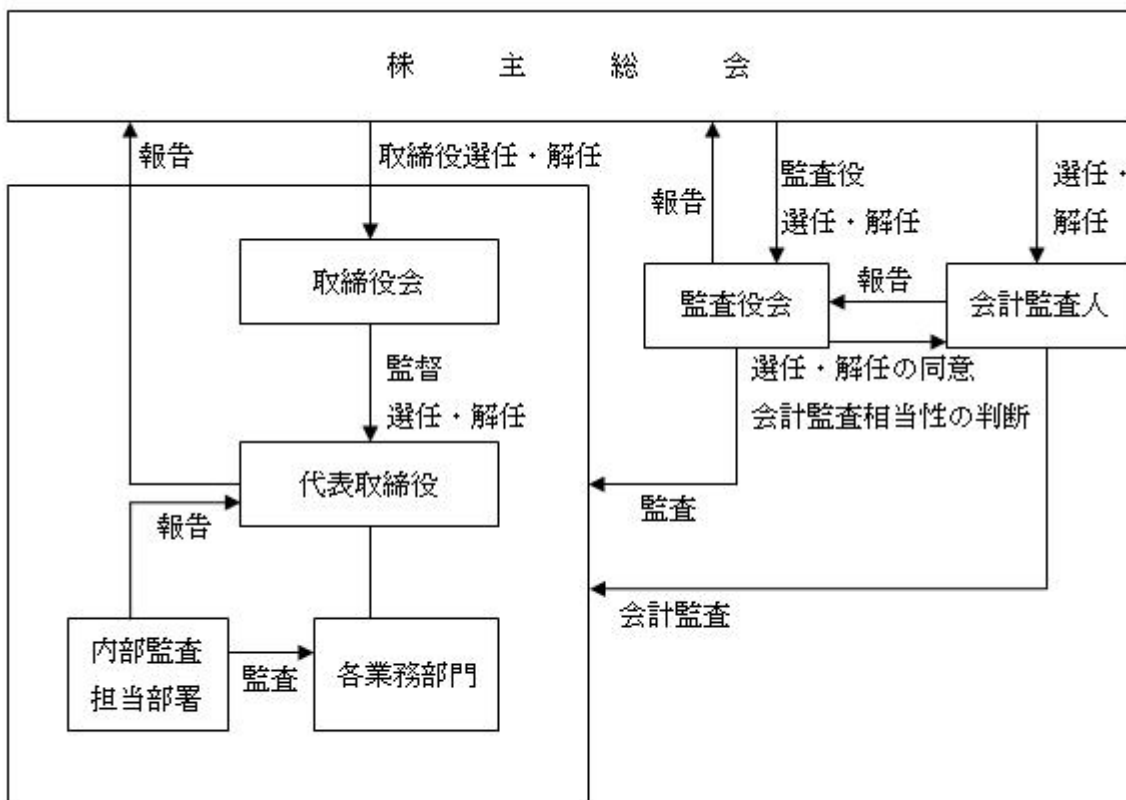 株主総会
報告
取締役選任・解任
報告
監査役
選任・解任
選任・
解任
取締役会
監査役会
報告
会計監査人
監督
選任・解任
選任・解任の同意
会計監査相当性の判断
代表取締役
報告
監査
会計監査
内部監査
担当部署
監査
各業務部門